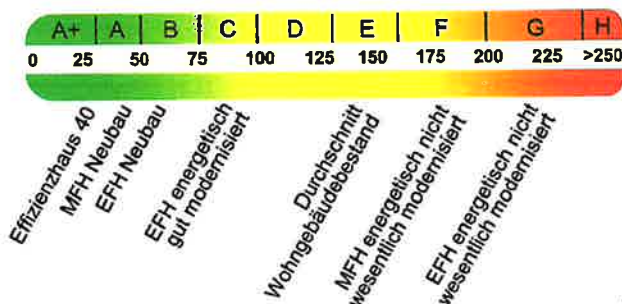 A+ A B C D E F G H
0 25 50 75 100 125 150 175 200 225 >250
Effizienzhaus 40
MFH Neubau
EFH Neubau
EFH energetisch
gut modernisiert
Durchschnitt
Wohngebäudebestand
MFH energetisch nicht
wesentlich modernisiert
EFH energetisch nicht
wesentlich modernisiert